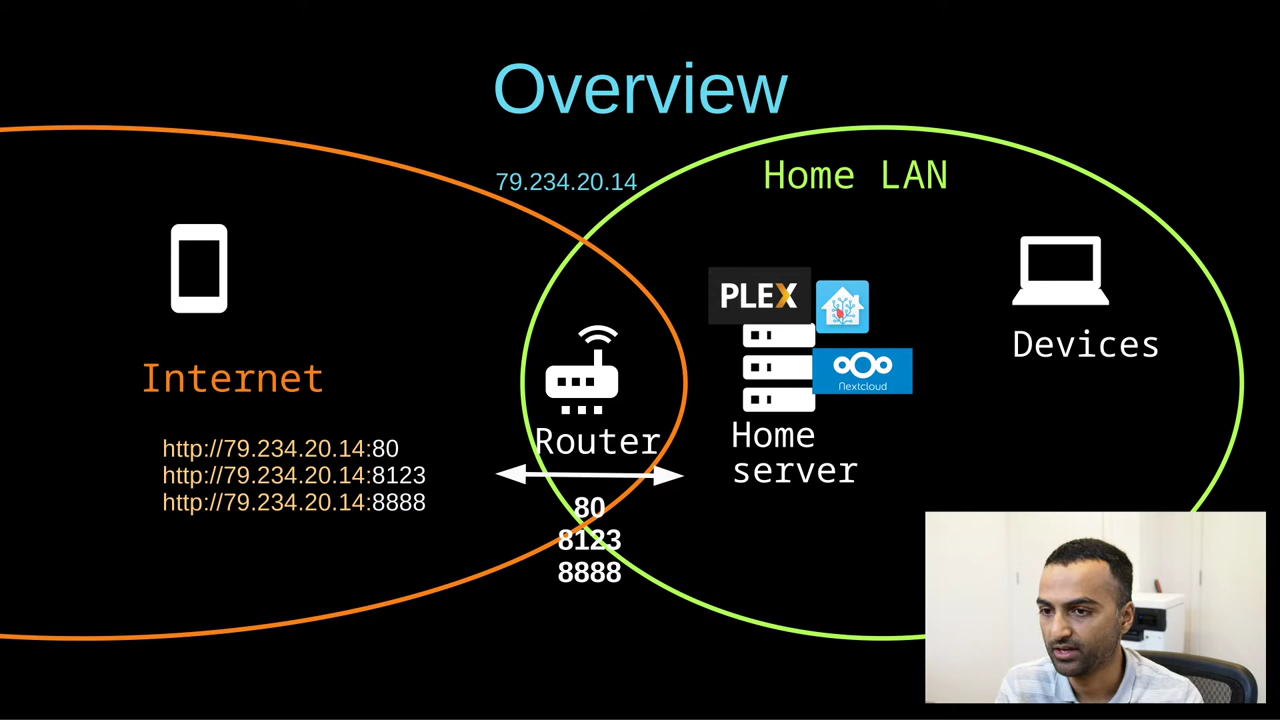 Overview
79.234.20.14
Home LAN
PLEX
Nextcloud
Devices
Internet
Router
Home
server
http://79.234.20.14:80
http://79.234.20.14:8123
http://79.234.20.14:8888
80
8123
8888